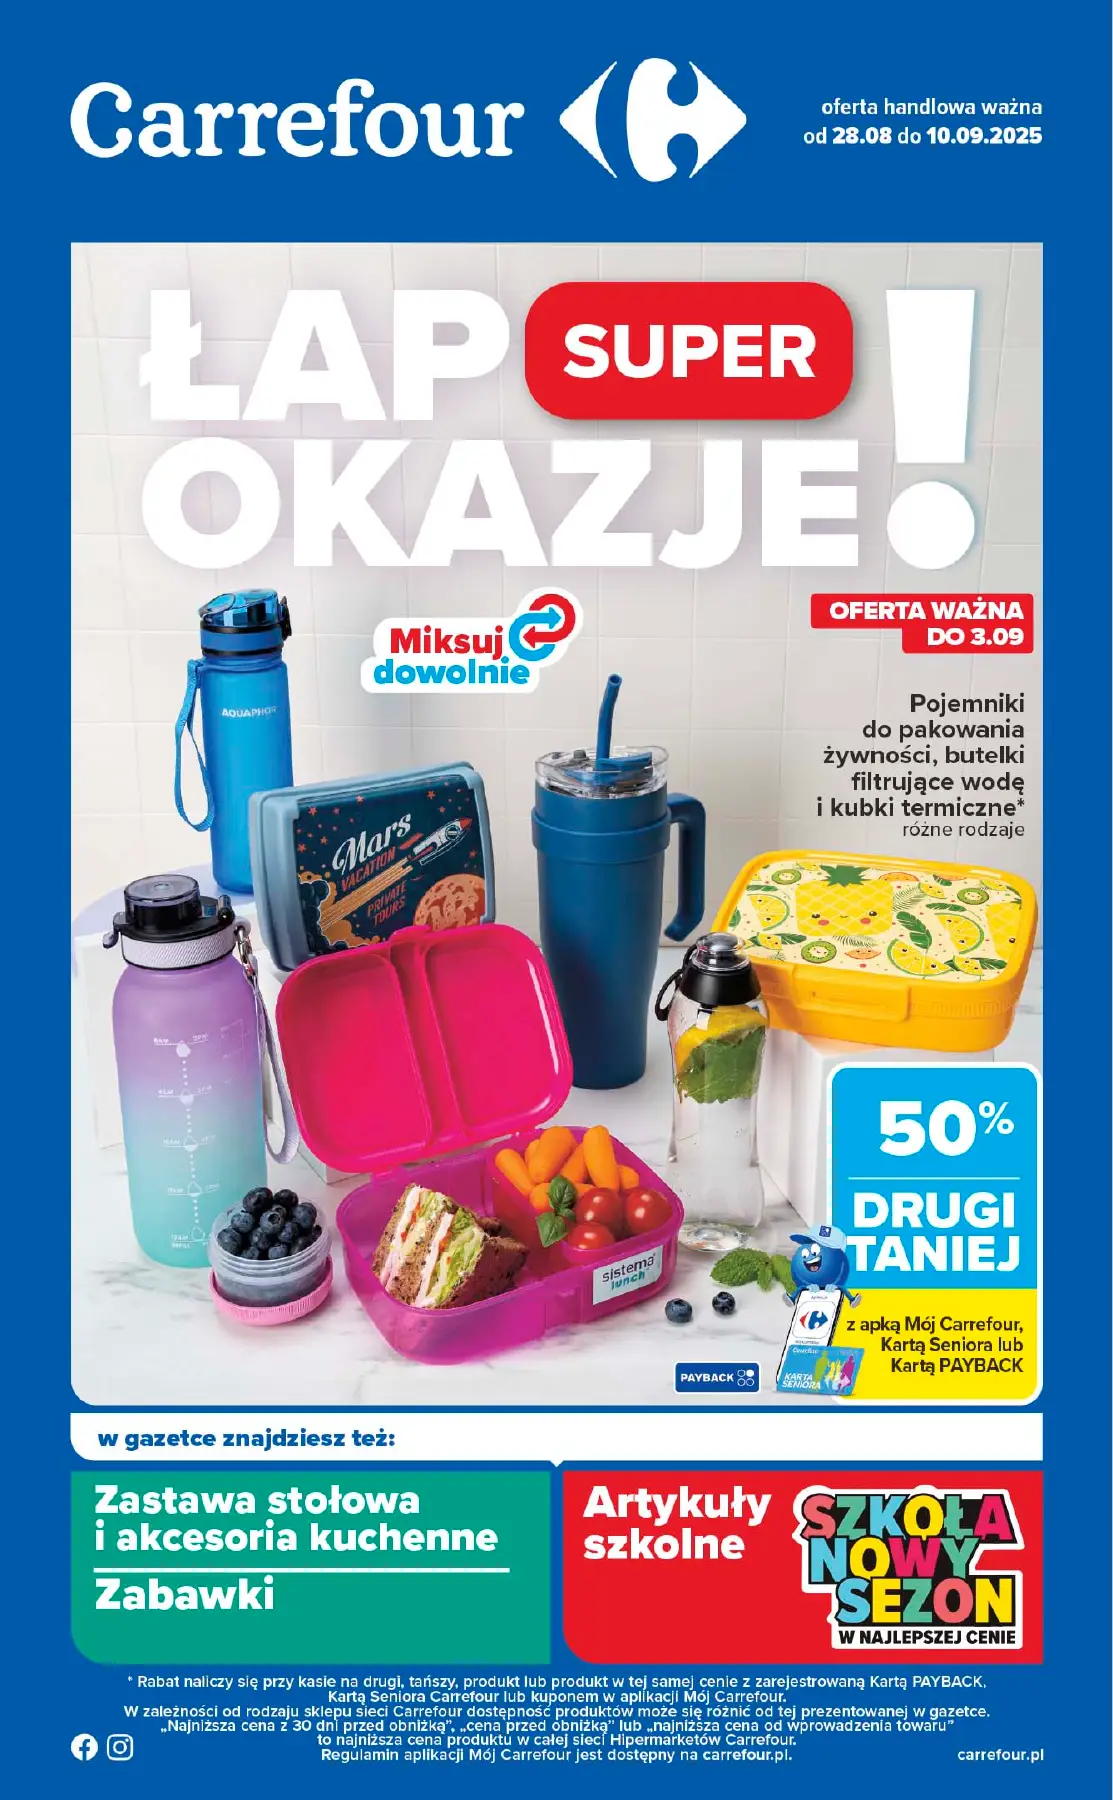 Carrefour
oferta handlowa ważna
od 28.08 do 10.09.2025
ŁAP SUPER
OKAZJE!
Miksuj
dowolnie
OFERTA WAŻNA
DO 3.09
Pojemniki
do pakowania
żywności, butelki
filtrujące wodę
i kubki termiczne*
różne rodzaje
AQUAPHOR
Mars
VACATION
PRIVATE
TOURS
sistema
lunch
50%
DRUGI
TANIEJ
z apką Mój Carrefour,
Kartą Seniora lub
Kartą PAYBACK
Carrefour
KARTA
SENIORA
PAYBACK
w gazetce znajdziesz też:
Zastawa stołowa
i akcesoria kuchenne
Zabawki
Artykuły
szkolne
SZKOŁA
NOWY
SEZON
W NAJLEPSZEJ CENIE
* Rabat naliczy się przy kasie na drugi, tańszy, produkt lub produkt w tej samej cenie z zarejestrowaną Kartą PAYBACK,
Kartą Seniora Carrefour lub kuponem w aplikacji Mój Carrefour.
W zależności od rodzaju sklepu sieci Carrefour dostępność produktów może się różnić od tej prezentowanej w gazetce.
„Najniższa cena z 30 dni przed obniżką”, „cena przed obniżką” lub „najniższa cena od wprowadzenia towaru”
to najniższa cena produktu w całej sieci Hipermarketów Carrefour.
Regulamin aplikacji Mój Carrefour jest dostępny na carrefour.pl.
carrefour.pl